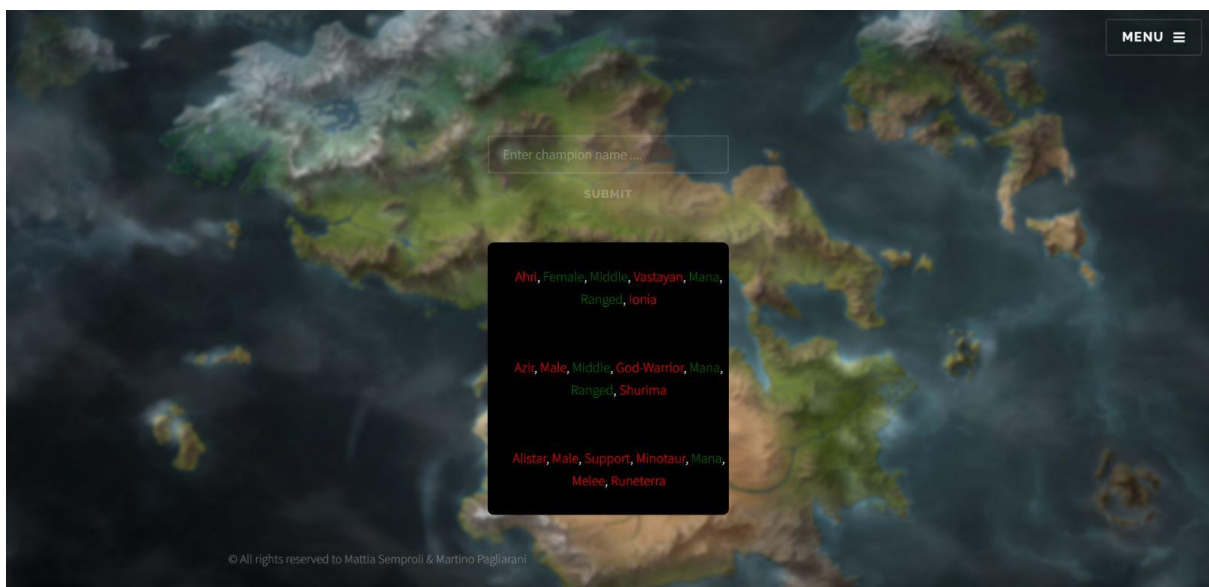 MENU
Enter champion name ....
SUBMIT
Ahri, Female, Middle, Vastayan, Mana,
Ranged, Ionia
Azir, Male, Middle, God-Warrior, Mana,
Ranged, Shurima
Alistar, Male, Support, Minotaur, Mana,
Melee, Runeterra
© All rights reserved to Mattia Semproli & Martino Pagliarani